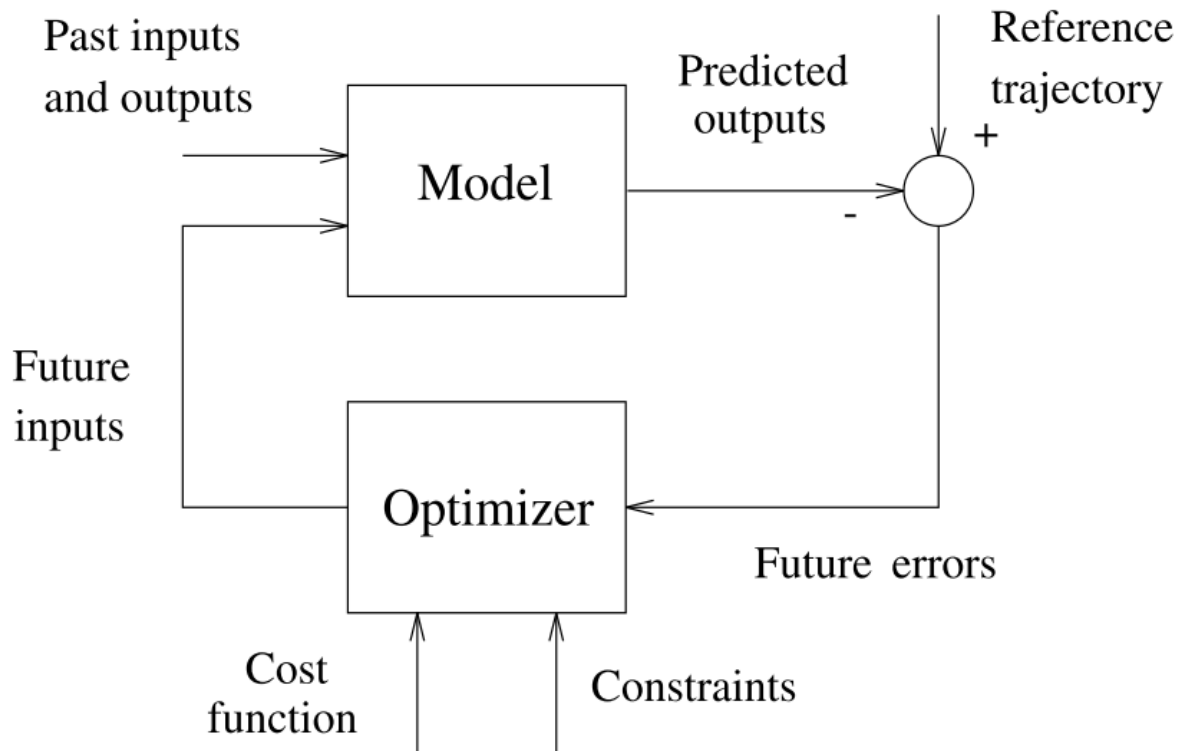 Past inputs
and outputs
Predicted
outputs
Reference
trajectory
+
Model
-
Future
inputs
Optimizer
Future errors
Cost
function
Constraints